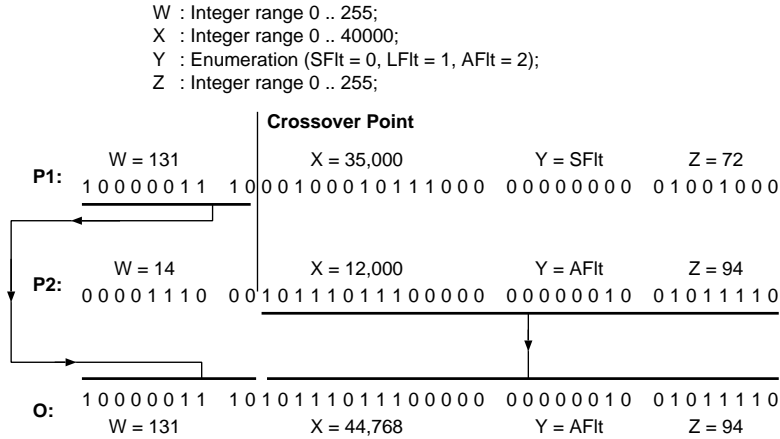 W : Integer range 0 .. 255;
X : Integer range 0 .. 40000;
Y : Enumeration (SFlt = 0, LFlt = 1, AFlt = 2);
Z : Integer range 0 .. 255;
Crossover Point
W = 131 X = 35,000 Y = SFlt Z = 72
P1: 1 0 0 0 0 0 1 1 1 0 0 0 1 0 0 0 1 0 1 1 1 0 0 0 0 0 0 0 0 0 0 0 0 1 0 0 1 0 0 0
W = 14 X = 12,000 Y = AFlt Z = 94
P2: 0 0 0 0 1 1 1 0 0 0 1 0 1 1 1 0 1 1 1 0 0 0 0 0 0 0 0 0 0 0 1 0 0 1 0 1 1 1 1 0
O: 1 0 0 0 0 0 1 1 1 0 1 0 1 1 1 0 1 1 1 0 0 0 0 0 0 0 0 0 0 0 1 0 0 1 0 1 1 1 1 0
W = 131 X = 44,768 Y = AFlt Z = 94